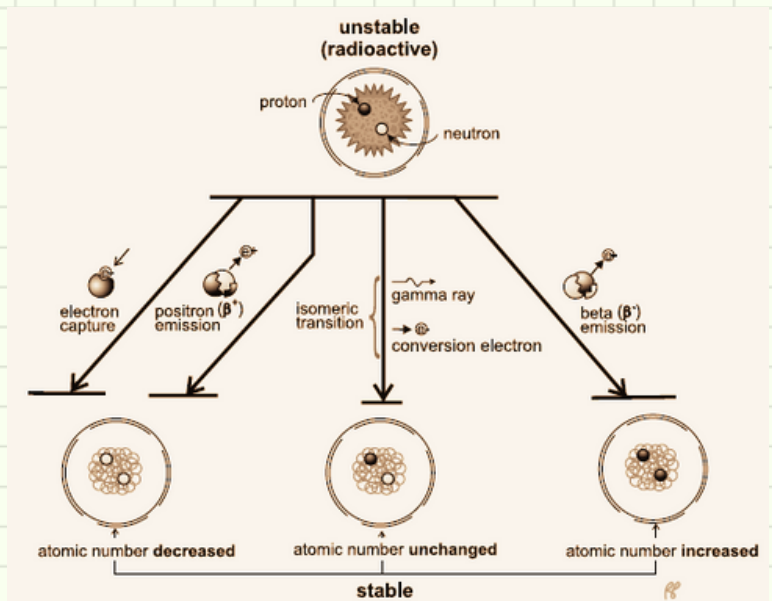 unstable
(radioactive)
proton
neutron
electron
capture
positron (β⁺)
emission
isomeric
transition
gamma ray
conversion electron
beta (β⁻)
emission
atomic number decreased
atomic number unchanged
atomic number increased
stable